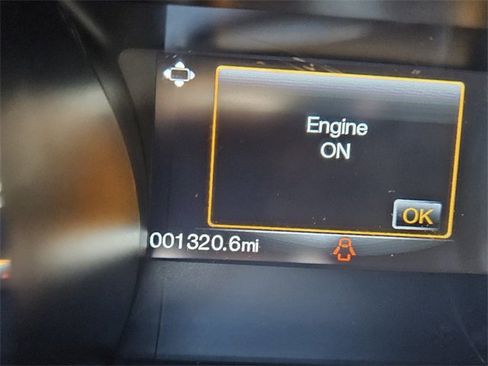 Engine
ON
OK
001320.6mi